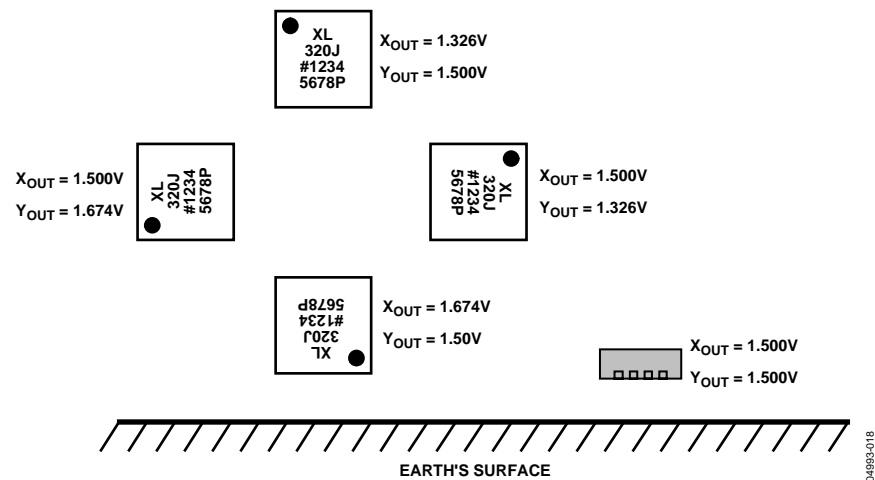 XL
320J
#1234
5678P
XOUT = 1.326V
YOUT = 1.500V
XOUT = 1.500V
YOUT = 1.674V
XL
320J
#1234
5678P
XL
320J
#1234
5678P
XOUT = 1.500V
YOUT = 1.326V
XL
320J
#1234
5678P
XOUT = 1.674V
YOUT = 1.50V
XOUT = 1.500V
YOUT = 1.500V
EARTH'S SURFACE
04993-018